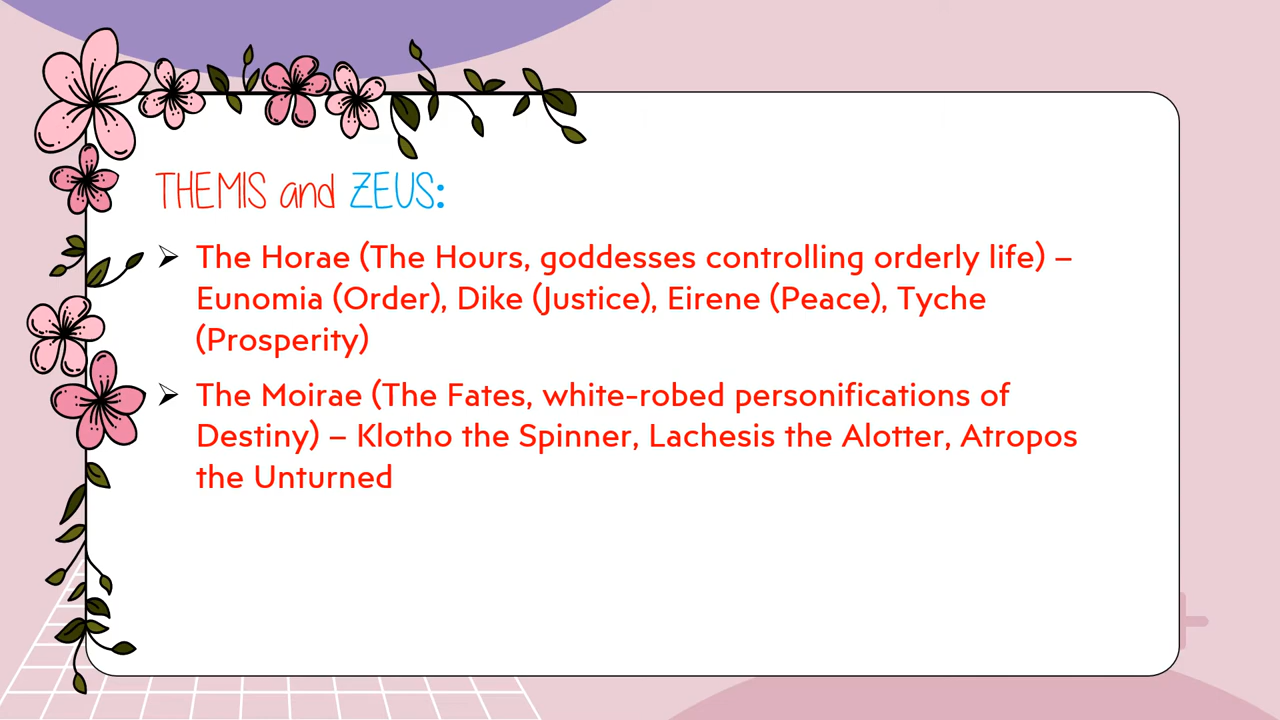 THEMIS and ZEUS:
➢ The Horae (The Hours, goddesses controlling orderly life) –
Eunomia (Order), Dike (Justice), Eirene (Peace), Tyche
(Prosperity)
➢ The Moirae (The Fates, white-robed personifications of
Destiny) – Klotho the Spinner, Lachesis the Alotter, Atropos
the Unturned